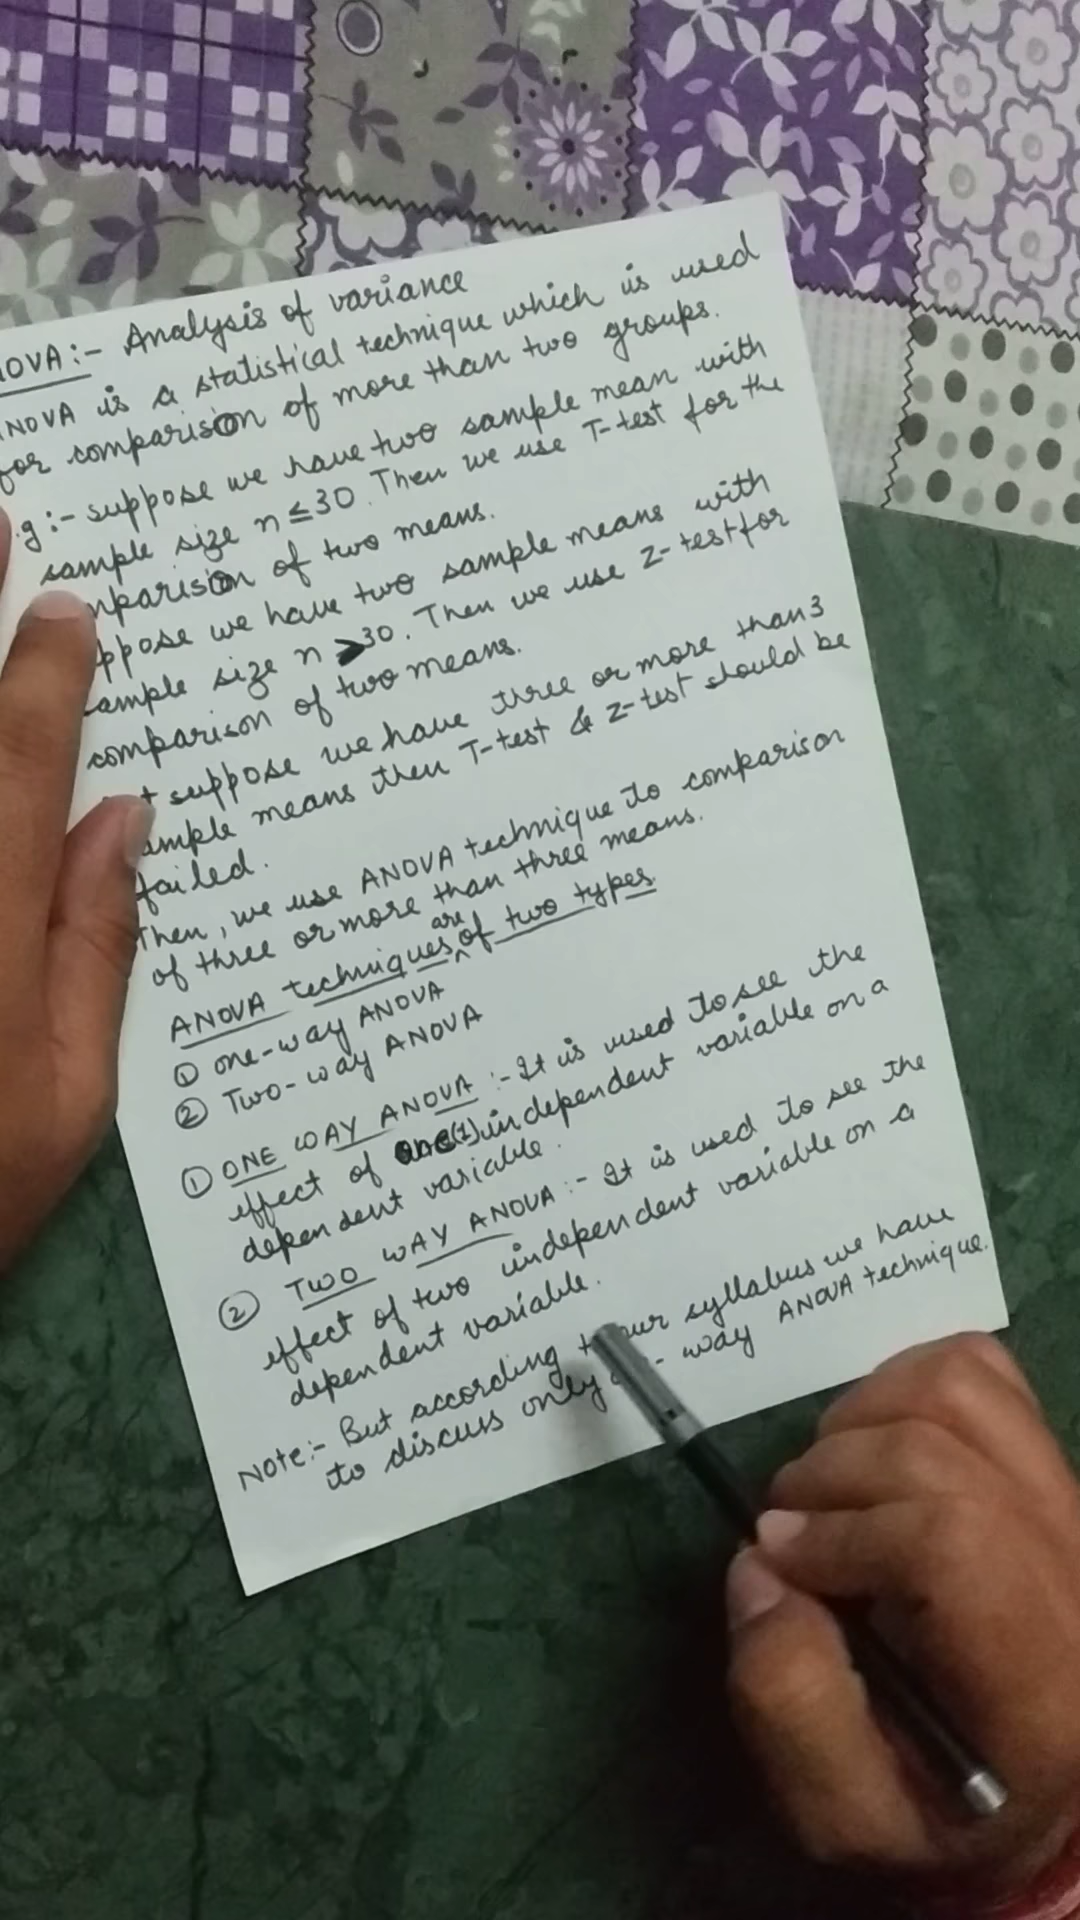 NOVA:- Analysis of variance
NOVA is a statistical technique which is used
for comparision of more than two groups.
.g :- suppose we have two sample mean with
sample size n ≤ 30. Then we use T-test for the
mparision of two means.
ppose we have two sample means with
sample size n > 30. Then we use Z-test for
comparison of two means.
t suppose we have three or more than 3
ample means then T-test & Z-test should be
failed.
Then, we use ANOVA technique to comparison
of three or more than three means.
ANOVA techniques are of two types.
① one-way ANOVA
② Two-way ANOVA
① ONE WAY ANOVA :- It is used to see the
effect of one(1) independent variable on a
dependent variable.
② TWO WAY ANOVA :- It is used to see the
effect of two independent variable on a
dependent variable.
Note:- But according t our syllabus we have
to discuss only - way ANOVA technique.